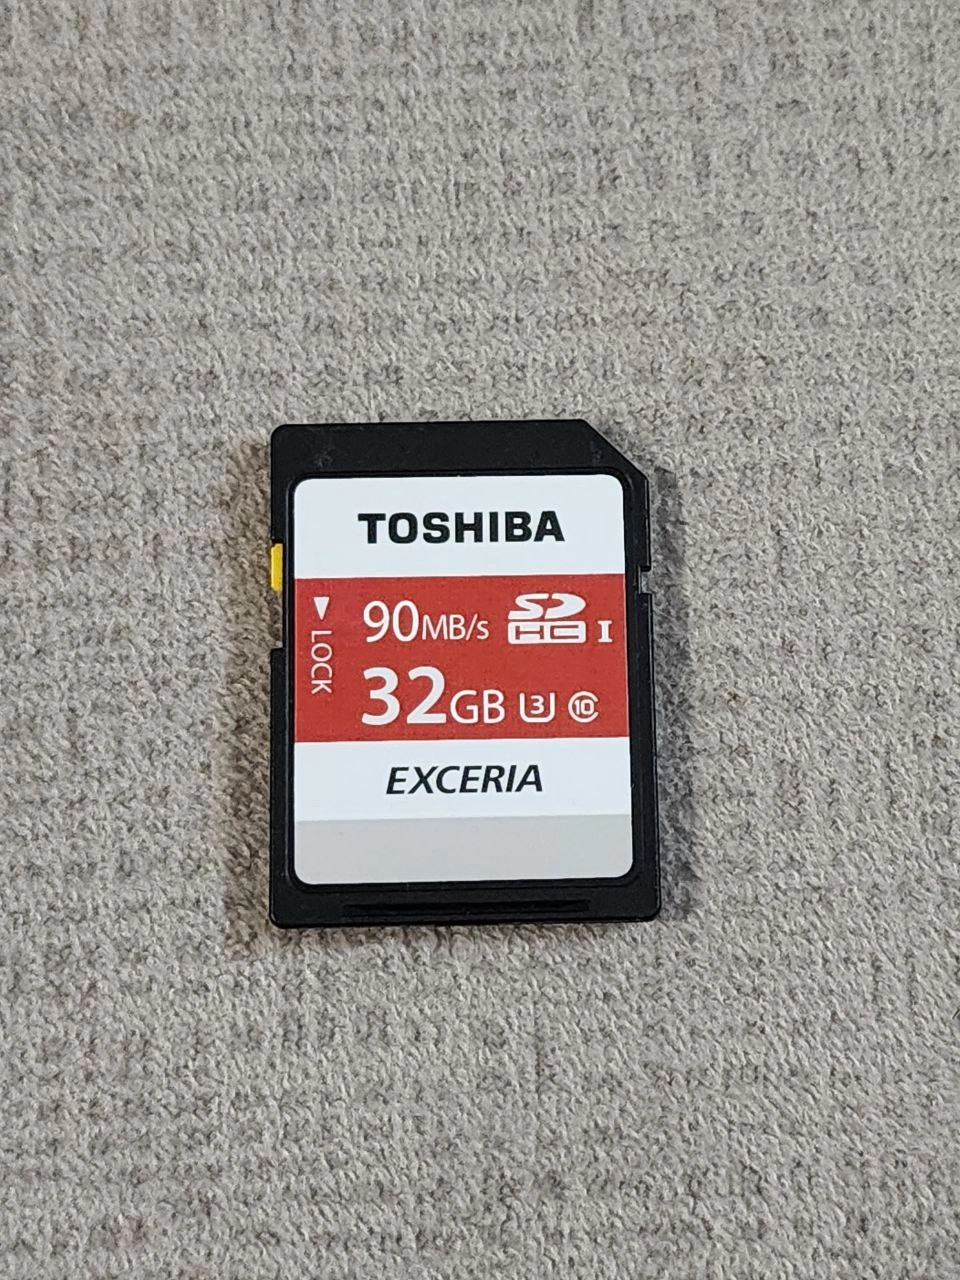 TOSHIBA
90MB/s SD HC I
▼ LOCK
32GB U3 10
EXCERIA